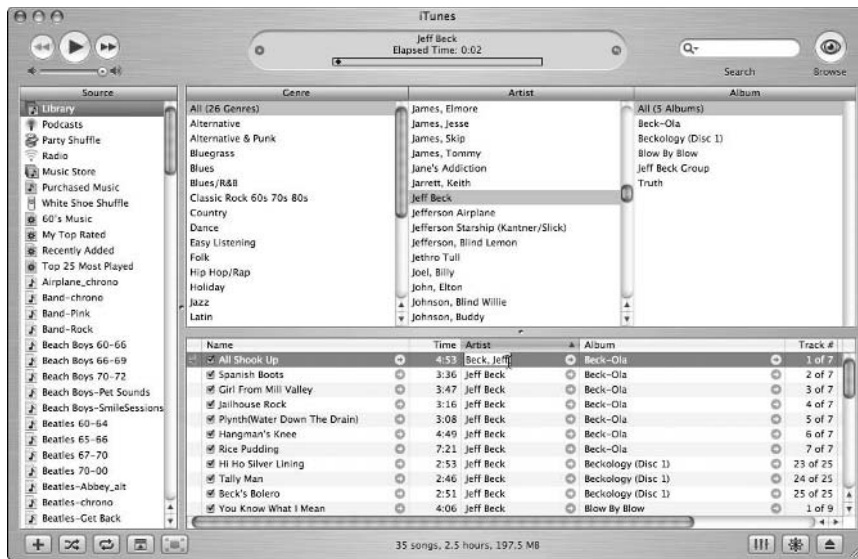 iTunes
Jeff Beck
Elapsed Time: 0:02
Search
Browse
Source
Library
Podcasts
Party Shuffle
Radio
Music Store
Purchased Music
White Shoe Shuffle
60's Music
My Top Rated
Recently Added
Top 25 Most Played
Airplane_chrono
Band-chrono
Band-Pink
Band-Rock
Beach Boys 60-66
Beach Boys 66-69
Beach Boys 70-72
Beach Boys-Pet Sounds
Beach Boys-SmileSessions
Beatles 60-64
Beatles 65-66
Beatles 67-70
Beatles 70-00
Beatles-Abbey_alt
Beatles-chrono
Beatles-Get Back
Genre
All (26 Genres)
Alternative
Alternative & Punk
Bluegrass
Blues
Blues/R&B
Classic Rock 60s 70s 80s
Country
Dance
Easy Listening
Folk
Hip Hop/Rap
Holiday
Jazz
Latin
Artist
James, Elmore
James, Jesse
James, Skip
James, Tommy
Jane's Addiction
Jarrett, Keith
Jeff Beck
Jefferson Airplane
Jefferson Starship (Kantner/Slick)
Jefferson, Blind Lemon
Jethro Tull
Joel, Billy
John, Elton
Johnson, Blind Willie
Johnson, Buddy
Album
All (5 Albums)
Beck-Ola
Beckology (Disc 1)
Blow By Blow
Jeff Beck Group
Truth
Name Time Artist Album Track #
All Shook Up 4:53 Beck, Jeff Beck-Ola 1 of 7
Spanish Boots 3:36 Jeff Beck Beck-Ola 2 of 7
Girl From Mill Valley 3:47 Jeff Beck Beck-Ola 3 of 7
Jailhouse Rock 3:16 Jeff Beck Beck-Ola 4 of 7
Plynth(Water Down The Drain) 3:08 Jeff Beck Beck-Ola 5 of 7
Hangman's Knee 4:49 Jeff Beck Beck-Ola 6 of 7
Rice Pudding 7:21 Jeff Beck Beck-Ola 7 of 7
Hi Ho Silver Lining 2:53 Jeff Beck Beckology (Disc 1) 23 of 25
Tally Man 2:46 Jeff Beck Beckology (Disc 1) 24 of 25
Beck's Bolero 2:51 Jeff Beck Beckology (Disc 1) 25 of 25
You Know What I Mean 4:06 Jeff Beck Blow By Blow 1 of 9
35 songs, 2.5 hours, 197.5 MB